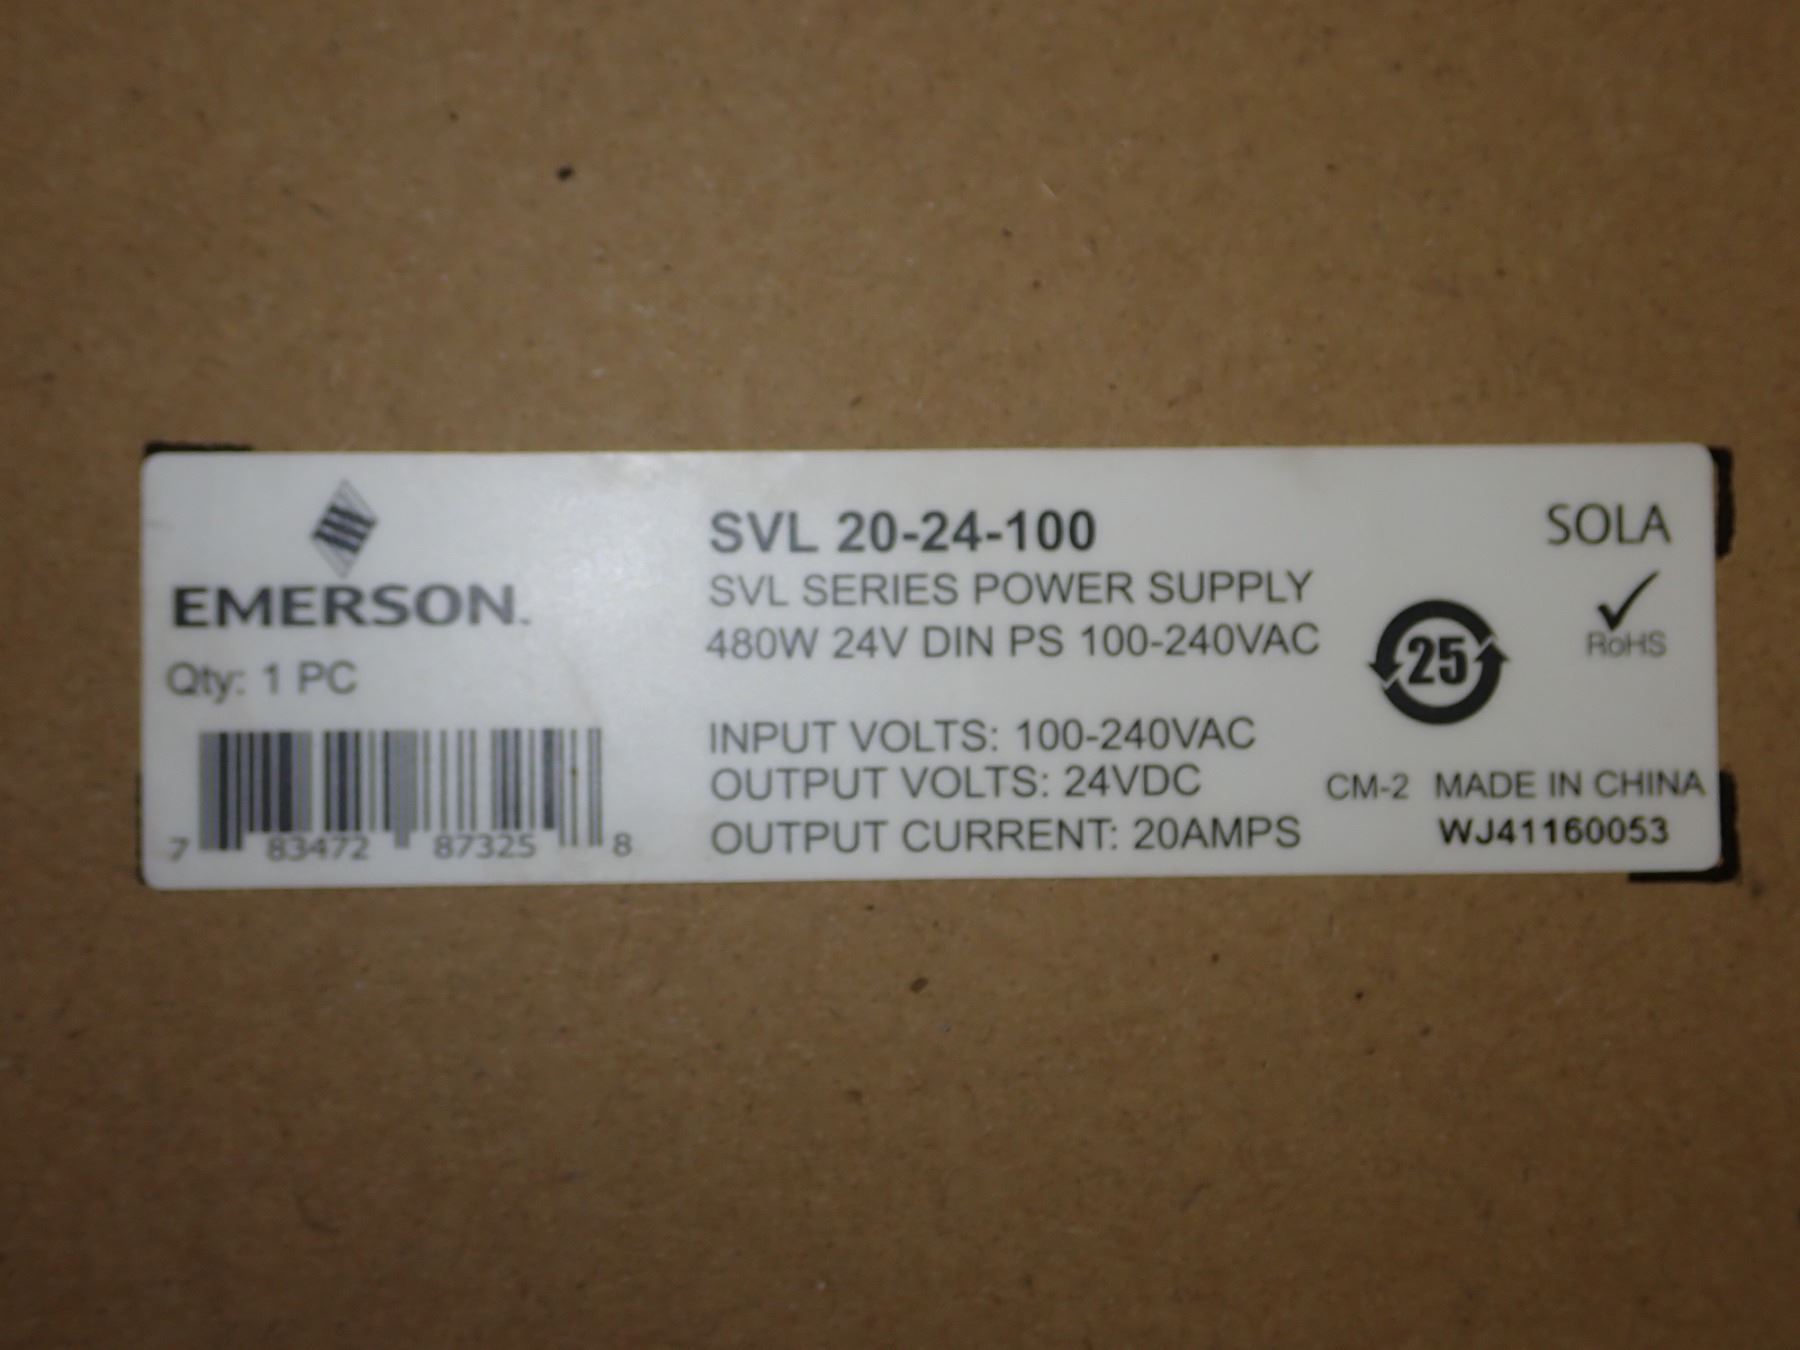 EMERSON.
Qty: 1 PC
7 83472 87325 8
SVL 20-24-100
SVL SERIES POWER SUPPLY
480W 24V DIN PS 100-240VAC
INPUT VOLTS: 100-240VAC
OUTPUT VOLTS: 24VDC
OUTPUT CURRENT: 20AMPS
SOLA
25
RoHS
CM-2 MADE IN CHINA
WJ41160053